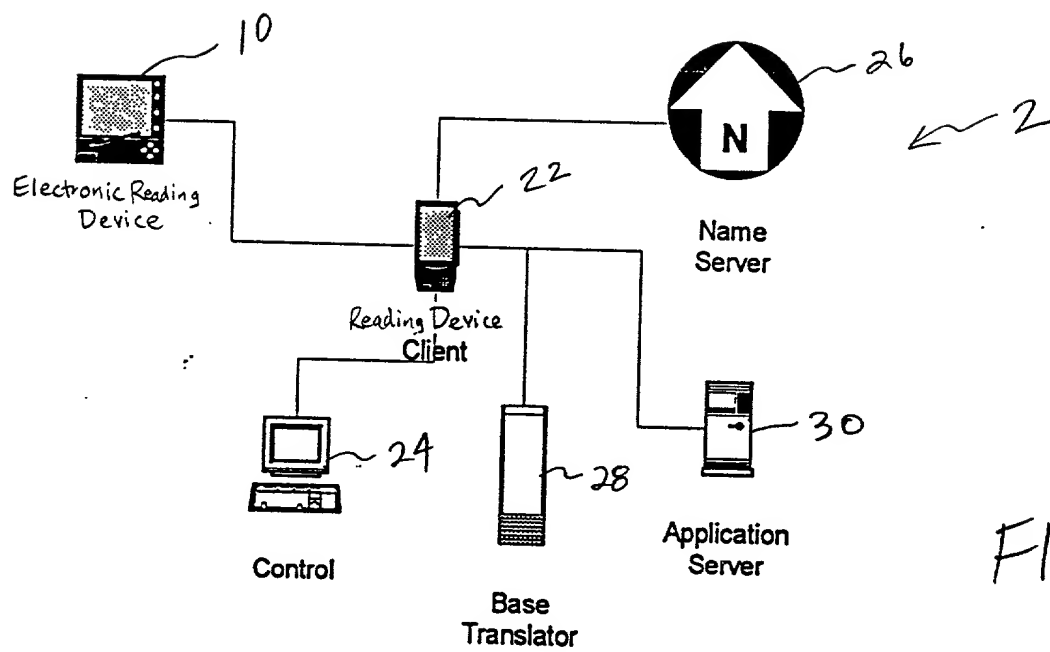 10
26
2
N
Electronic Reading
Device
22
Name
Server
Reading Device
Client
24
28
30
Control
Application
Server
Base
Translator
FI